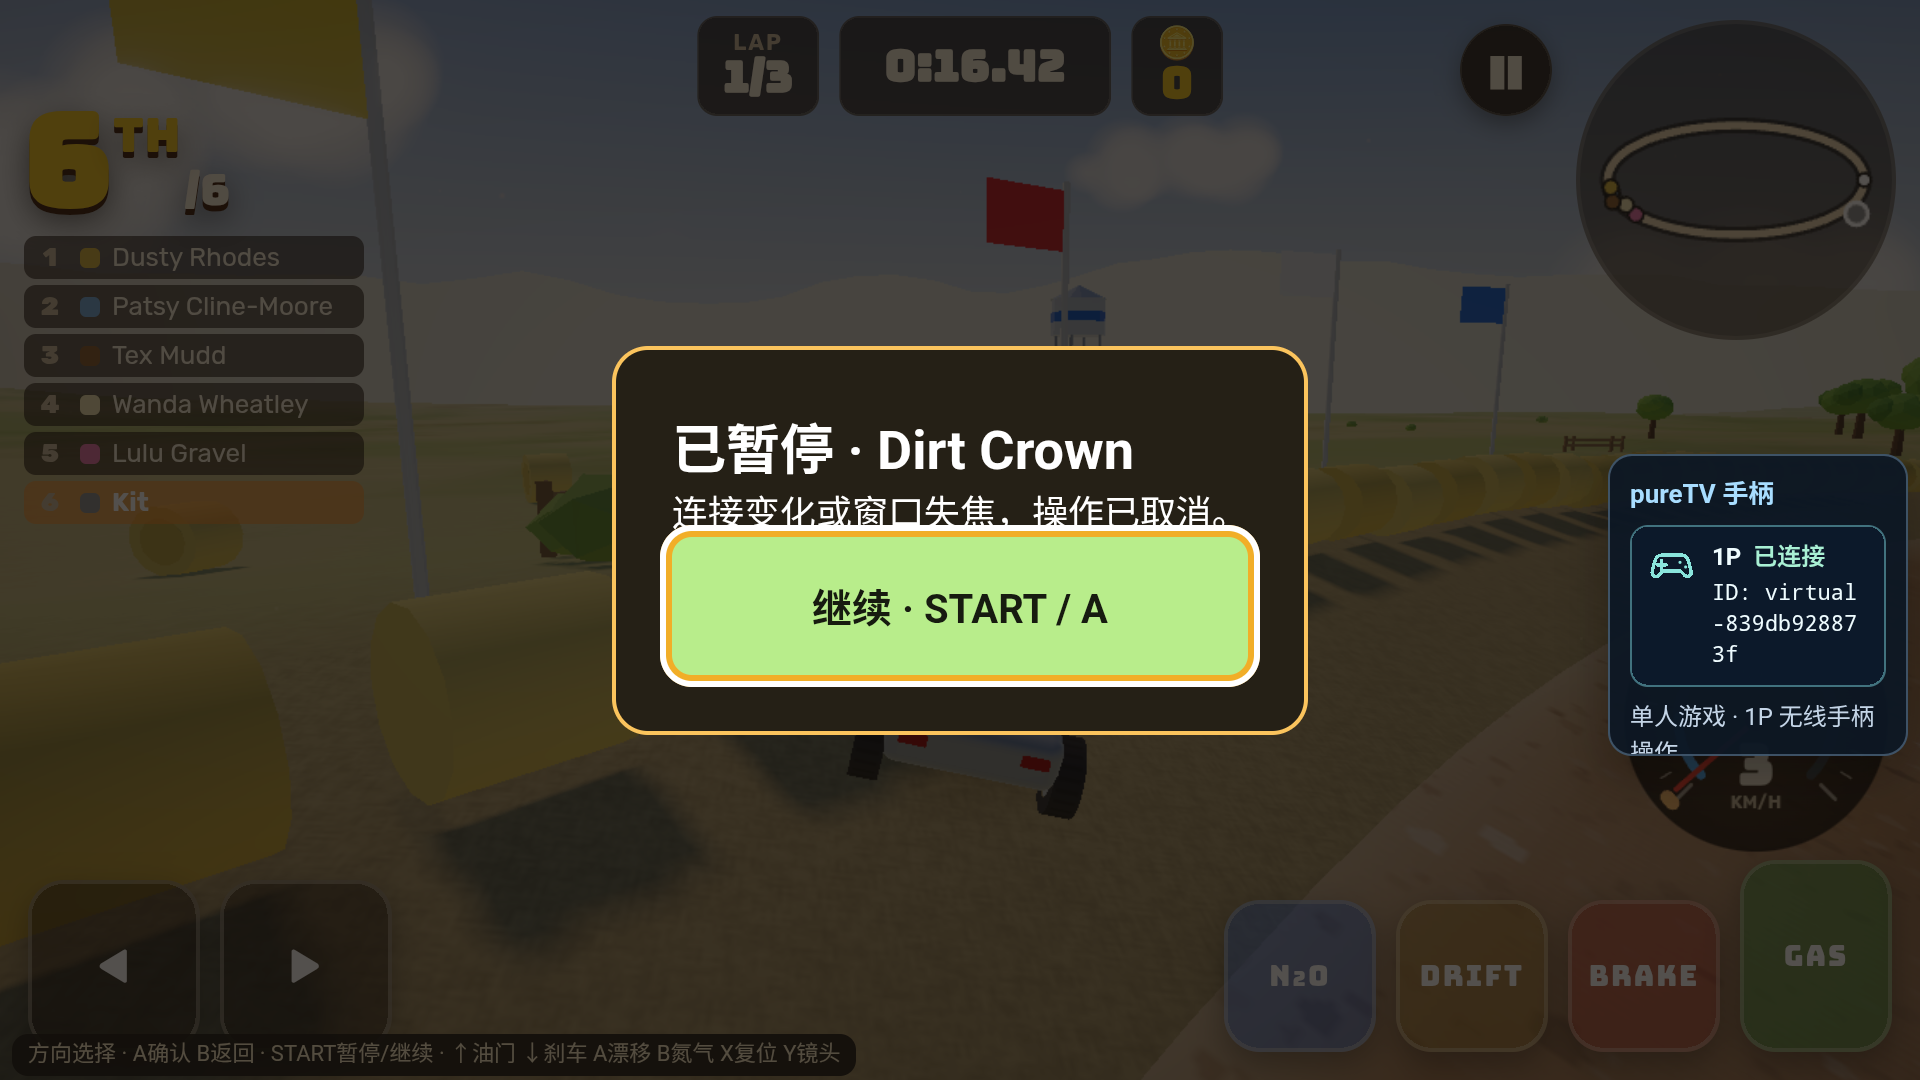 LAP
1/3
0:16.42
0
6TH
/6
1 Dusty Rhodes
2 Patsy Cline-Moore
3 Tex Mudd
4 Wanda Wheatley
5 Lulu Gravel
6 Kit
已暂停 · Dirt Crown
连接变化或窗口失焦，操作已取消。
继续 · START / A
pureTV 手柄
1P 已连接
ID: virtual
-839db92887
3f
单人游戏 · 1P 无线手柄
操作
3
KM/H
N2O
DRIFT
BRAKE
GAS
方向选择 · A确认 B返回 · START暂停/继续 · ↑油门 ↓刹车 A漂移 B氮气 X复位 Y镜头